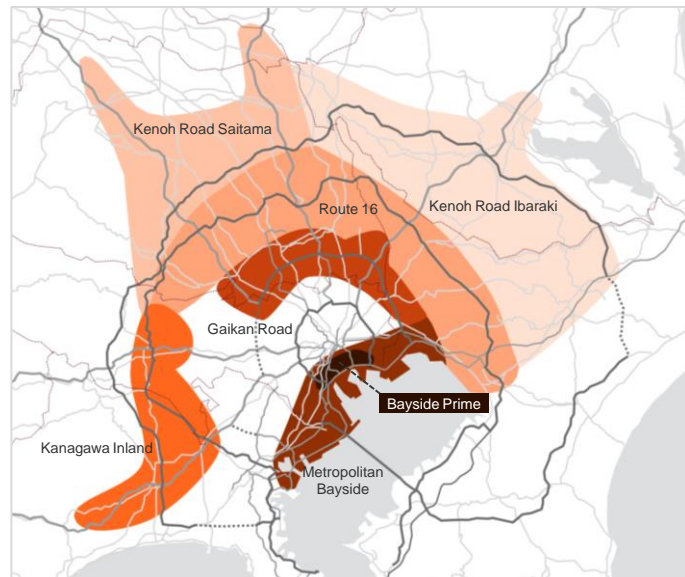 Kenoh Road Saitama
Route 16
Kenoh Road Ibaraki
Gaikan Road
Bayside Prime
Kanagawa Inland
Metropolitan
Bayside